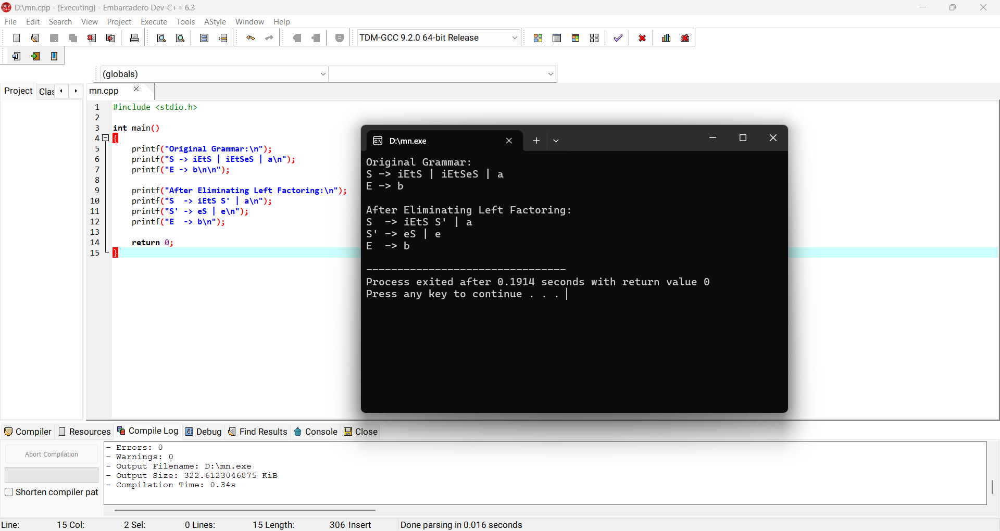 D:\mn.cpp - [Executing] - Embarcadero Dev-C++ 6.3
File Edit Search View Project Execute Tools AStyle Window Help
TDM-GCC 9.2.0 64-bit Release
(globals)
Project Clas
mn.cpp
1 #include <stdio.h>
2
3 int main()
4 {
5 printf("Original Grammar:\n");
6 printf("S -> iEtS | iEtSeS | a\n");
7 printf("E -> b\n\n");
8
9 printf("After Eliminating Left Factoring:\n");
10 printf("S  -> iEtS S' | a\n");
11 printf("S' -> eS | e\n");
12 printf("E  -> b\n");
13
14 return 0;
15 }
D:\mn.exe
Original Grammar:
S -> iEtS | iEtSeS | a
E -> b
After Eliminating Left Factoring:
S  -> iEtS S' | a
S' -> eS | e
E  -> b
--------------------------------
Process exited after 0.1914 seconds with return value 0
Press any key to continue . . .
Compiler Resources Compile Log Debug Find Results Console Close
Abort Compilation
Shorten compiler pat
- Errors: 0
- Warnings: 0
- Output Filename: D:\mn.exe
- Output Size: 322.6123046875 KiB
- Compilation Time: 0.34s
Line: 15 Col: 2 Sel: 0 Lines: 15 Length: 306 Insert Done parsing in 0.016 seconds